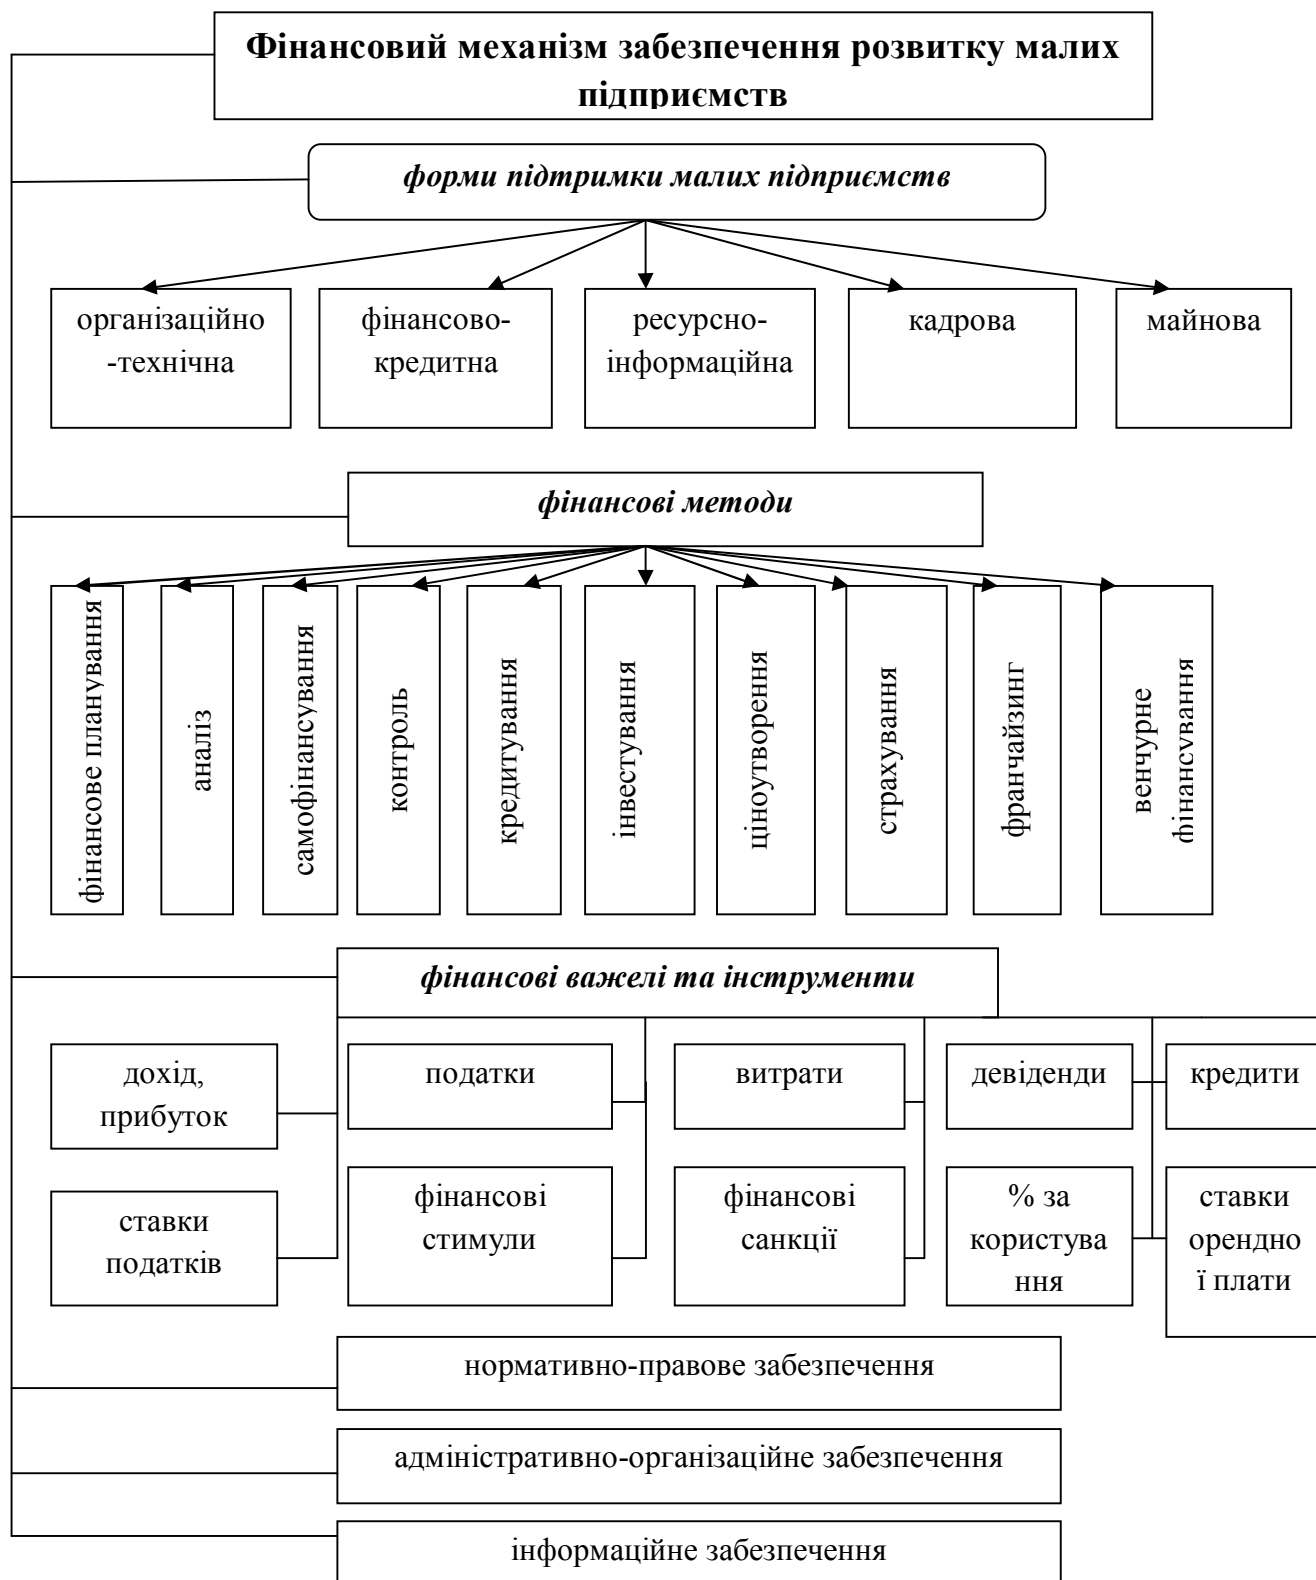 Фінансовий механізм забезпечення розвитку малих
підприємств
форми підтримки малих підприємств
організаційно
-технічна
фінансово-
кредитна
ресурсно-
інформаційна
кадрова
майнова
фінансові методи
фінансове планування
аналіз
самофінансування
контроль
кредитування
інвестування
ціноутворення
страхування
франчайзинг
венчурне
фінансування
фінансові важелі та інструменти
дохід,
прибуток
податки
витрати
девіденди
кредити
ставки
податків
фінансові
стимули
фінансові
санкції
% за
користува
ння
ставки
орендно
ї плати
нормативно-правове забезпечення
адміністративно-організаційне забезпечення
інформаційне забезпечення